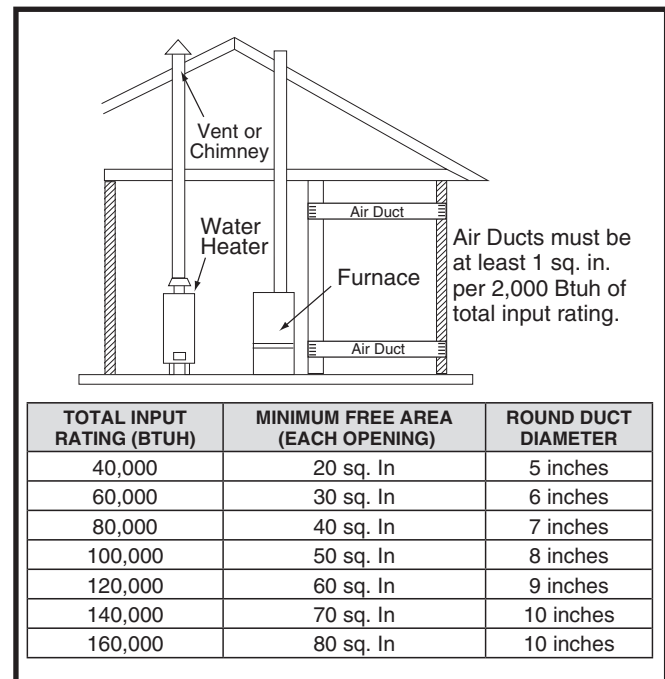 Vent or
Chimney
Air Duct
Water
Heater
Furnace
Air Ducts must be
at least 1 sq. in.
per 2,000 Btuh of
total input rating.
Air Duct
TOTAL INPUT RATING (BTUH) MINIMUM FREE AREA (EACH OPENING) ROUND DUCT DIAMETER
40,000 20 sq. In 5 inches
60,000 30 sq. In 6 inches
80,000 40 sq. In 7 inches
100,000 50 sq. In 8 inches
120,000 60 sq. In 9 inches
140,000 70 sq. In 10 inches
160,000 80 sq. In 10 inches